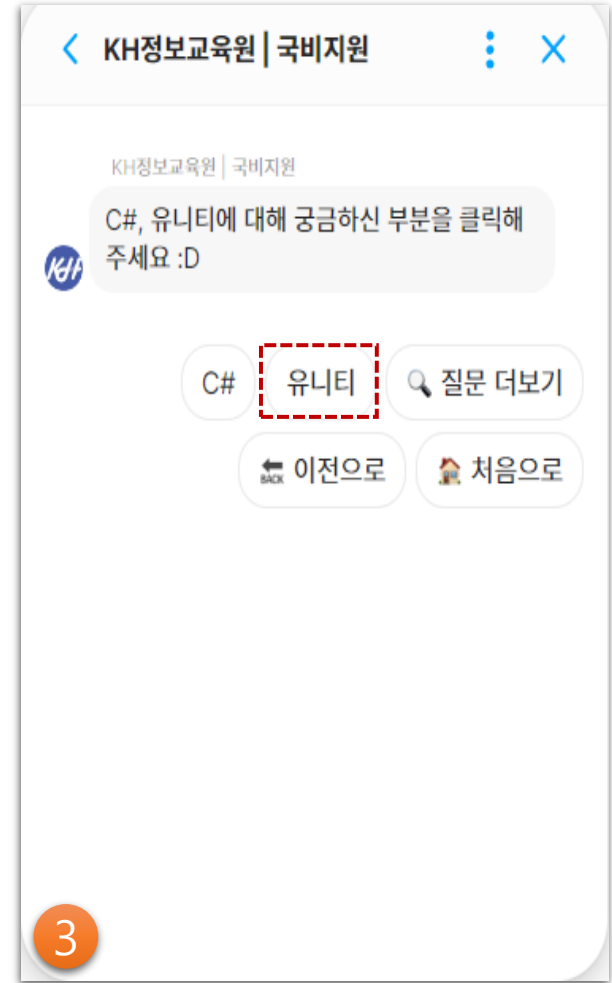 KH정보교육원 | 국비지원
KH정보교육원 | 국비지원
C#, 유니티에 대해 궁금하신 부분을 클릭해
주세요 :D
KH
C# 유니티 질문 더보기
BACK 이전으로 처음으로
3